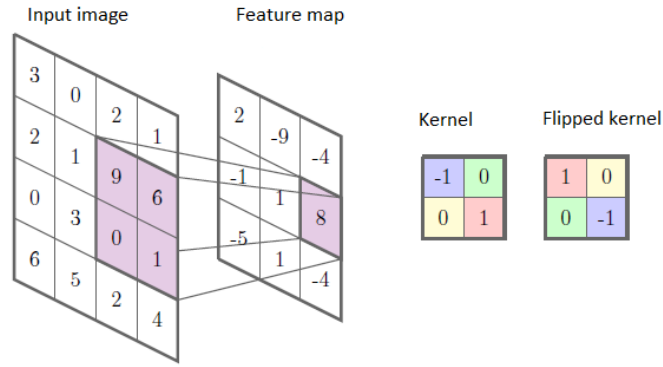 Input image
Feature map
3 0 2 1
2 1 9 6
0 3 0 1
6 5 2 4
2 -9 -4
-1 1 8
-5 1 -4
Kernel
-1 0
0 1
Flipped kernel
1 0
0 -1